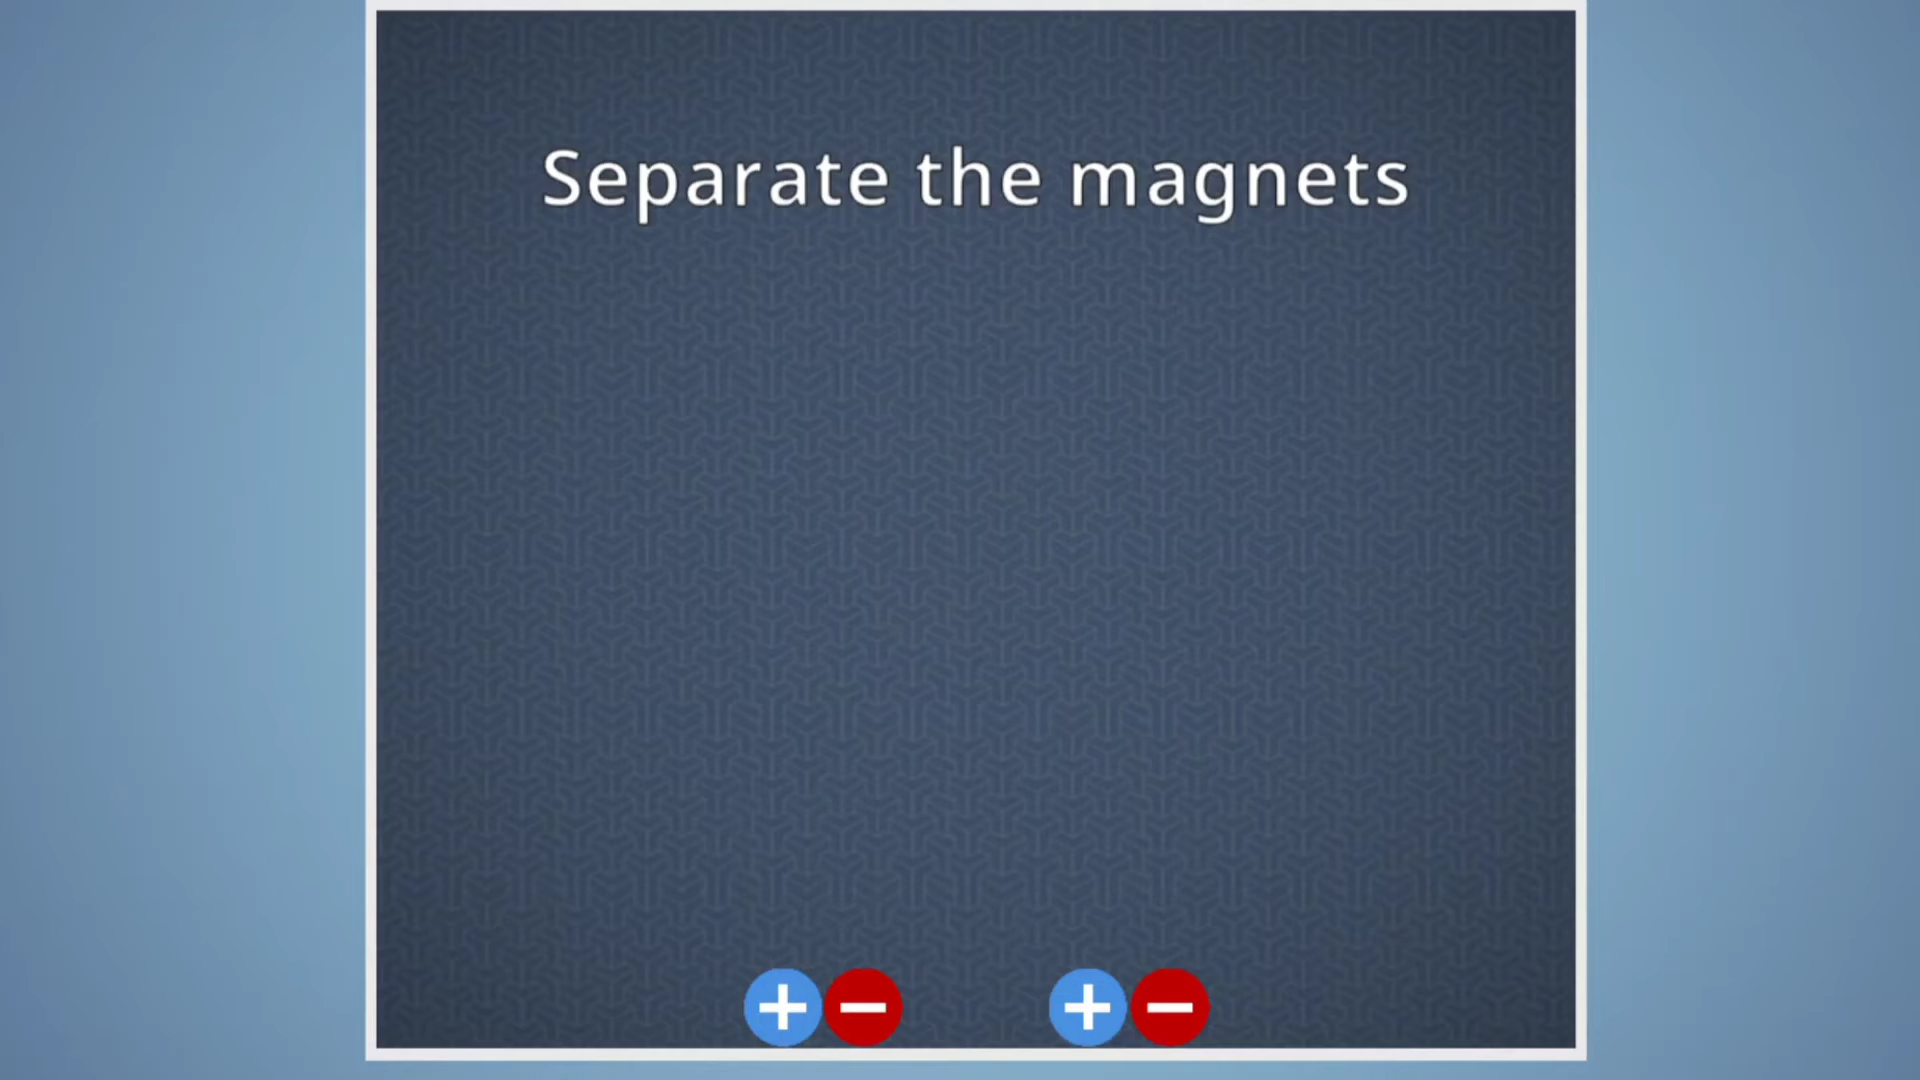 Separate the magnets
+ − + −